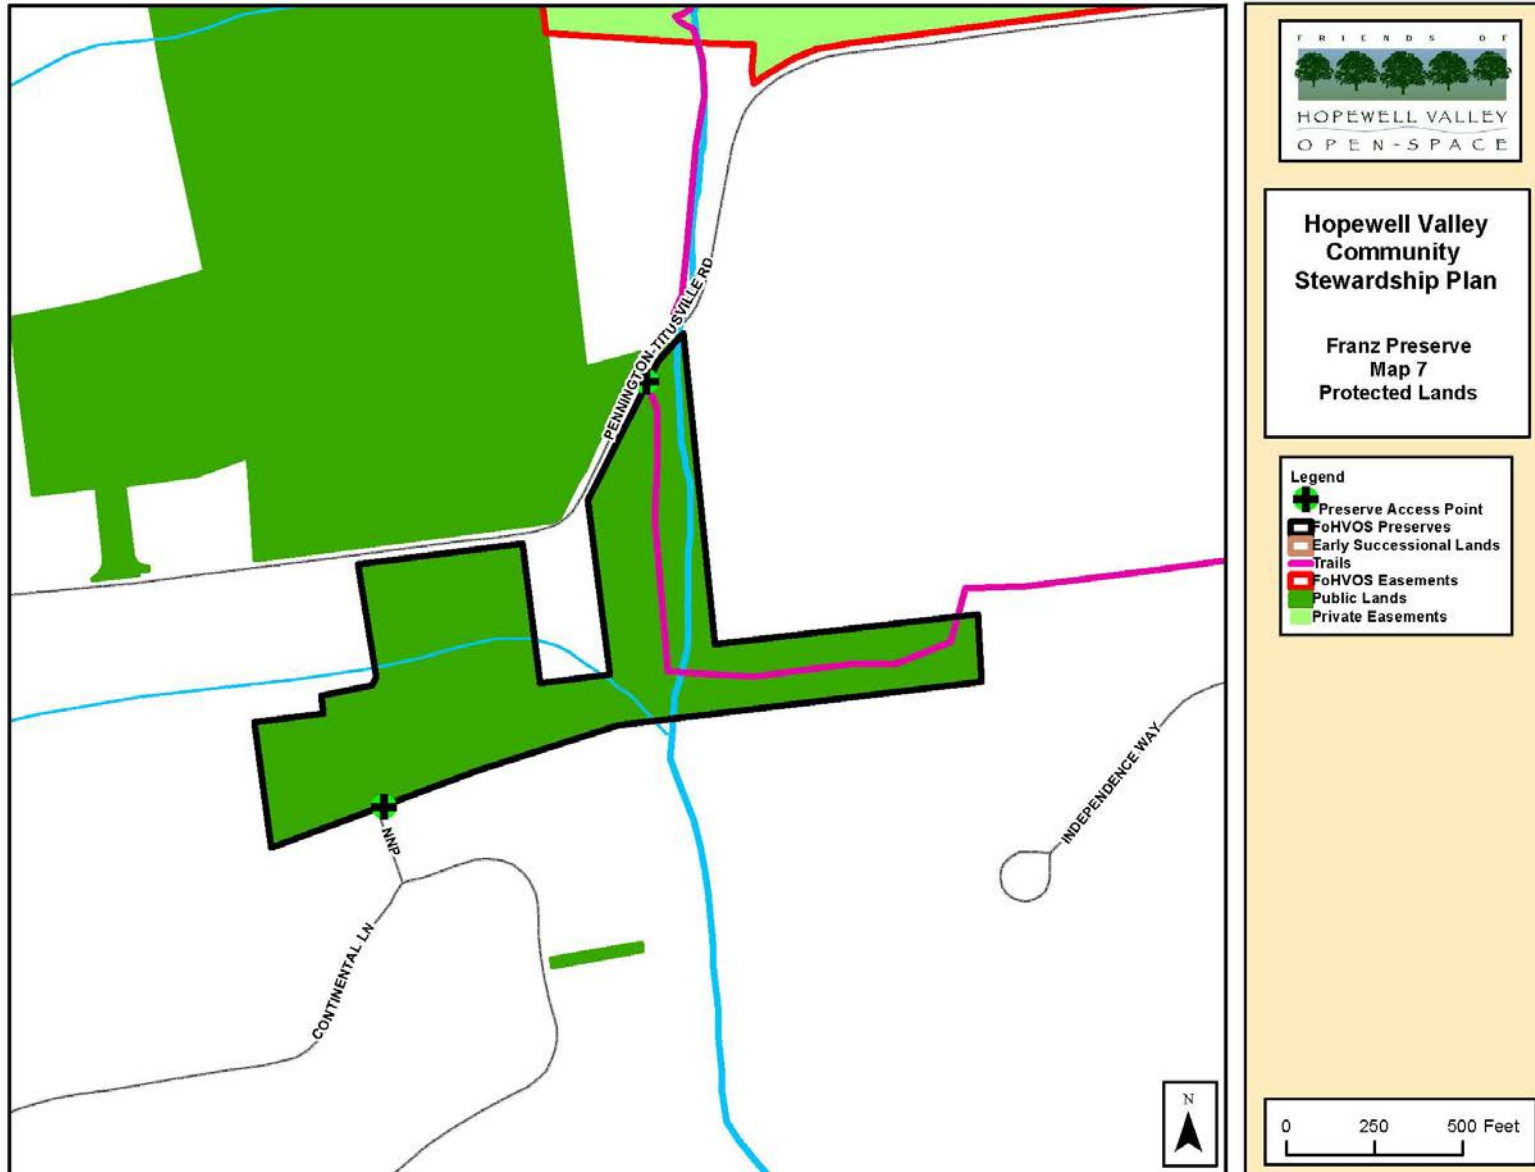 FRIENDS OF
HOPEWELL VALLEY
OPEN-SPACE
Hopewell Valley
Community
Stewardship Plan
Franz Preserve
Map 7
Protected Lands
Legend
Preserve Access Point
FoHVOS Preserves
Early Successional Lands
Trails
FoHVOS Easements
Public Lands
Private Easements
0 250 500 Feet
PENNINGTON-TITUSVILLE RD
INDEPENDENCE WAY
NNP
CONTINENTAL LN
N